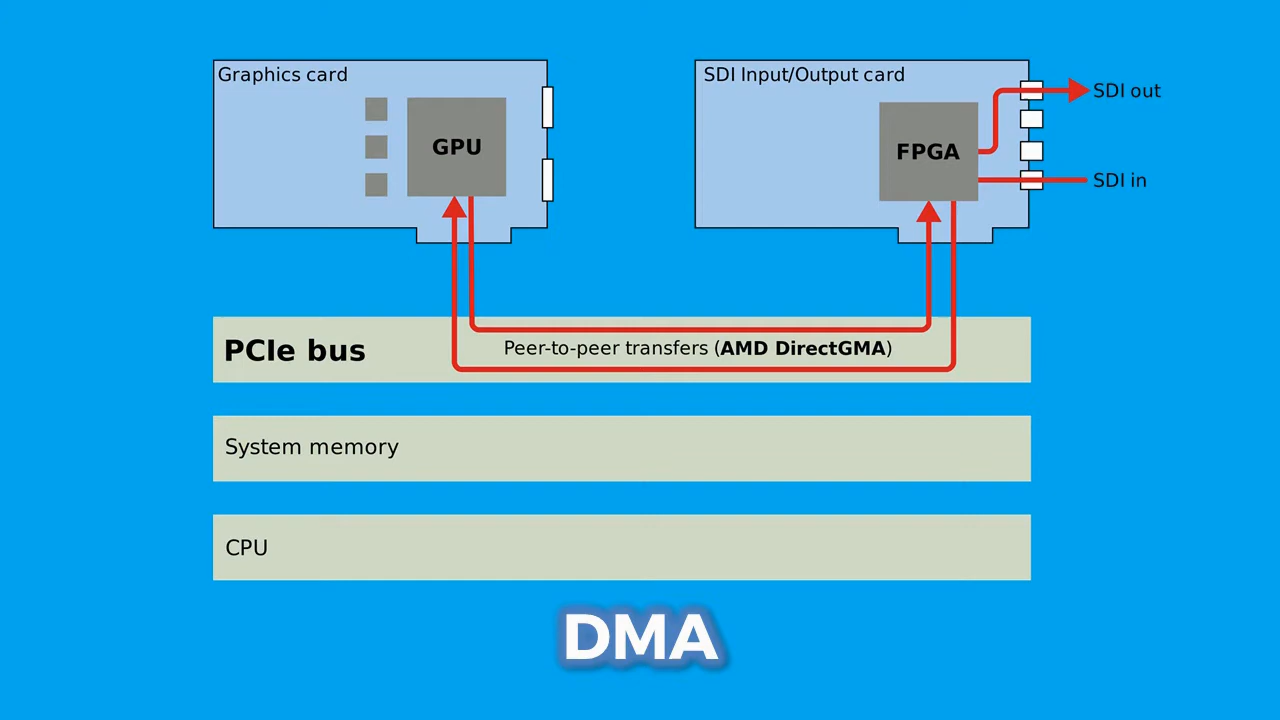 Graphics card
SDI Input/Output card
GPU
FPGA
SDI out
SDI in
PCIe bus
Peer-to-peer transfers (AMD DirectGMA)
System memory
CPU
DMA